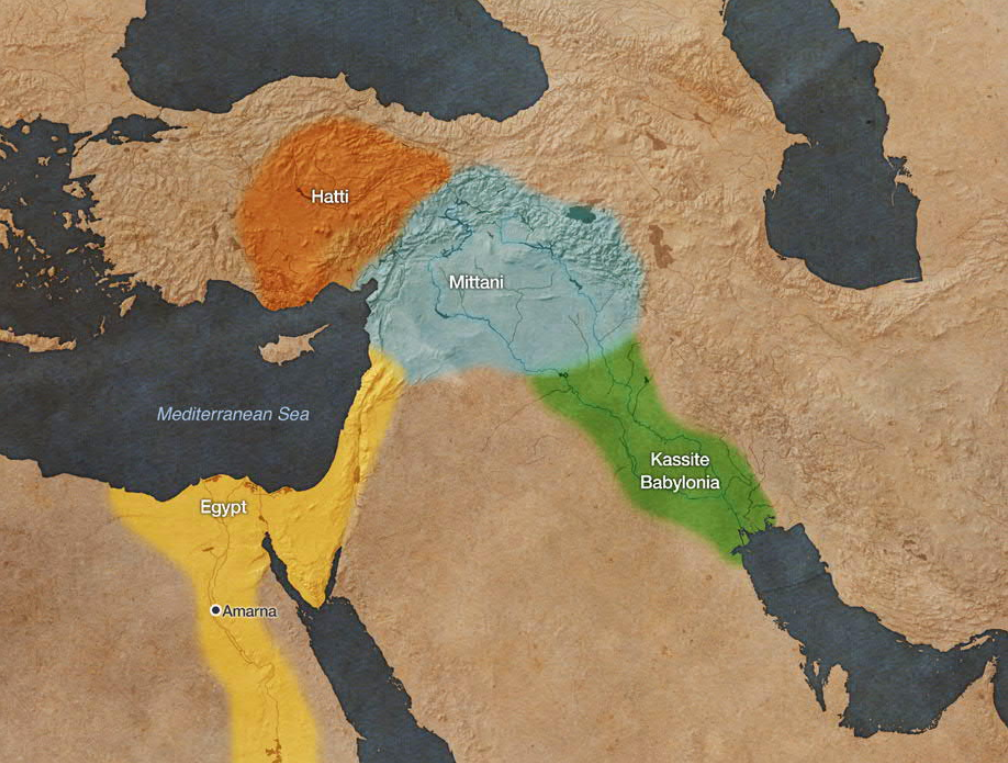 Hatti
Mittani
Mediterranean Sea
Kassite
Babylonia
Egypt
Amarna